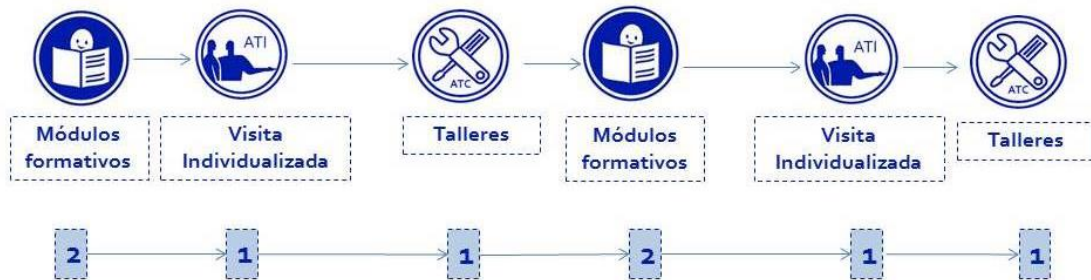 ATI
ATC
ATI
ATC
Módulos
formativos
Visita
Individualizada
Talleres
Módulos
formativos
Visita
Individualizada
Talleres
2
1
1
2
1
1